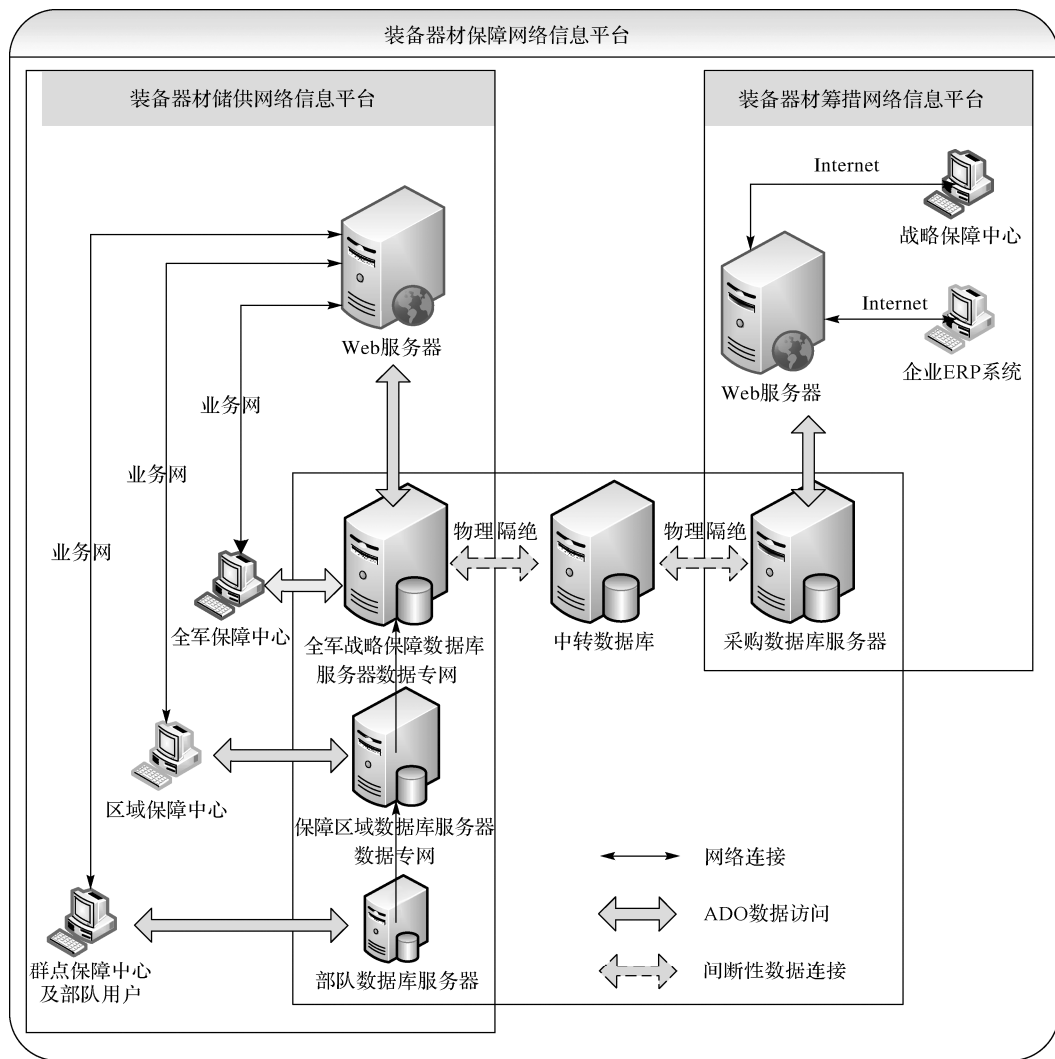 装备器材保障网络信息平台
装备器材储供网络信息平台
装备器材筹措网络信息平台
Internet
战略保障中心
Internet
企业ERP系统
Web服务器
Web服务器
业务网
业务网
业务网
物理隔绝
物理隔绝
全军保障中心
全军战略保障数据库
服务器数据专网
中转数据库
采购数据库服务器
区域保障中心
保障区域数据库服务器
数据专网
网络连接
ADO数据访问
间断性数据连接
群点保障中心
及部队用户
部队数据库服务器